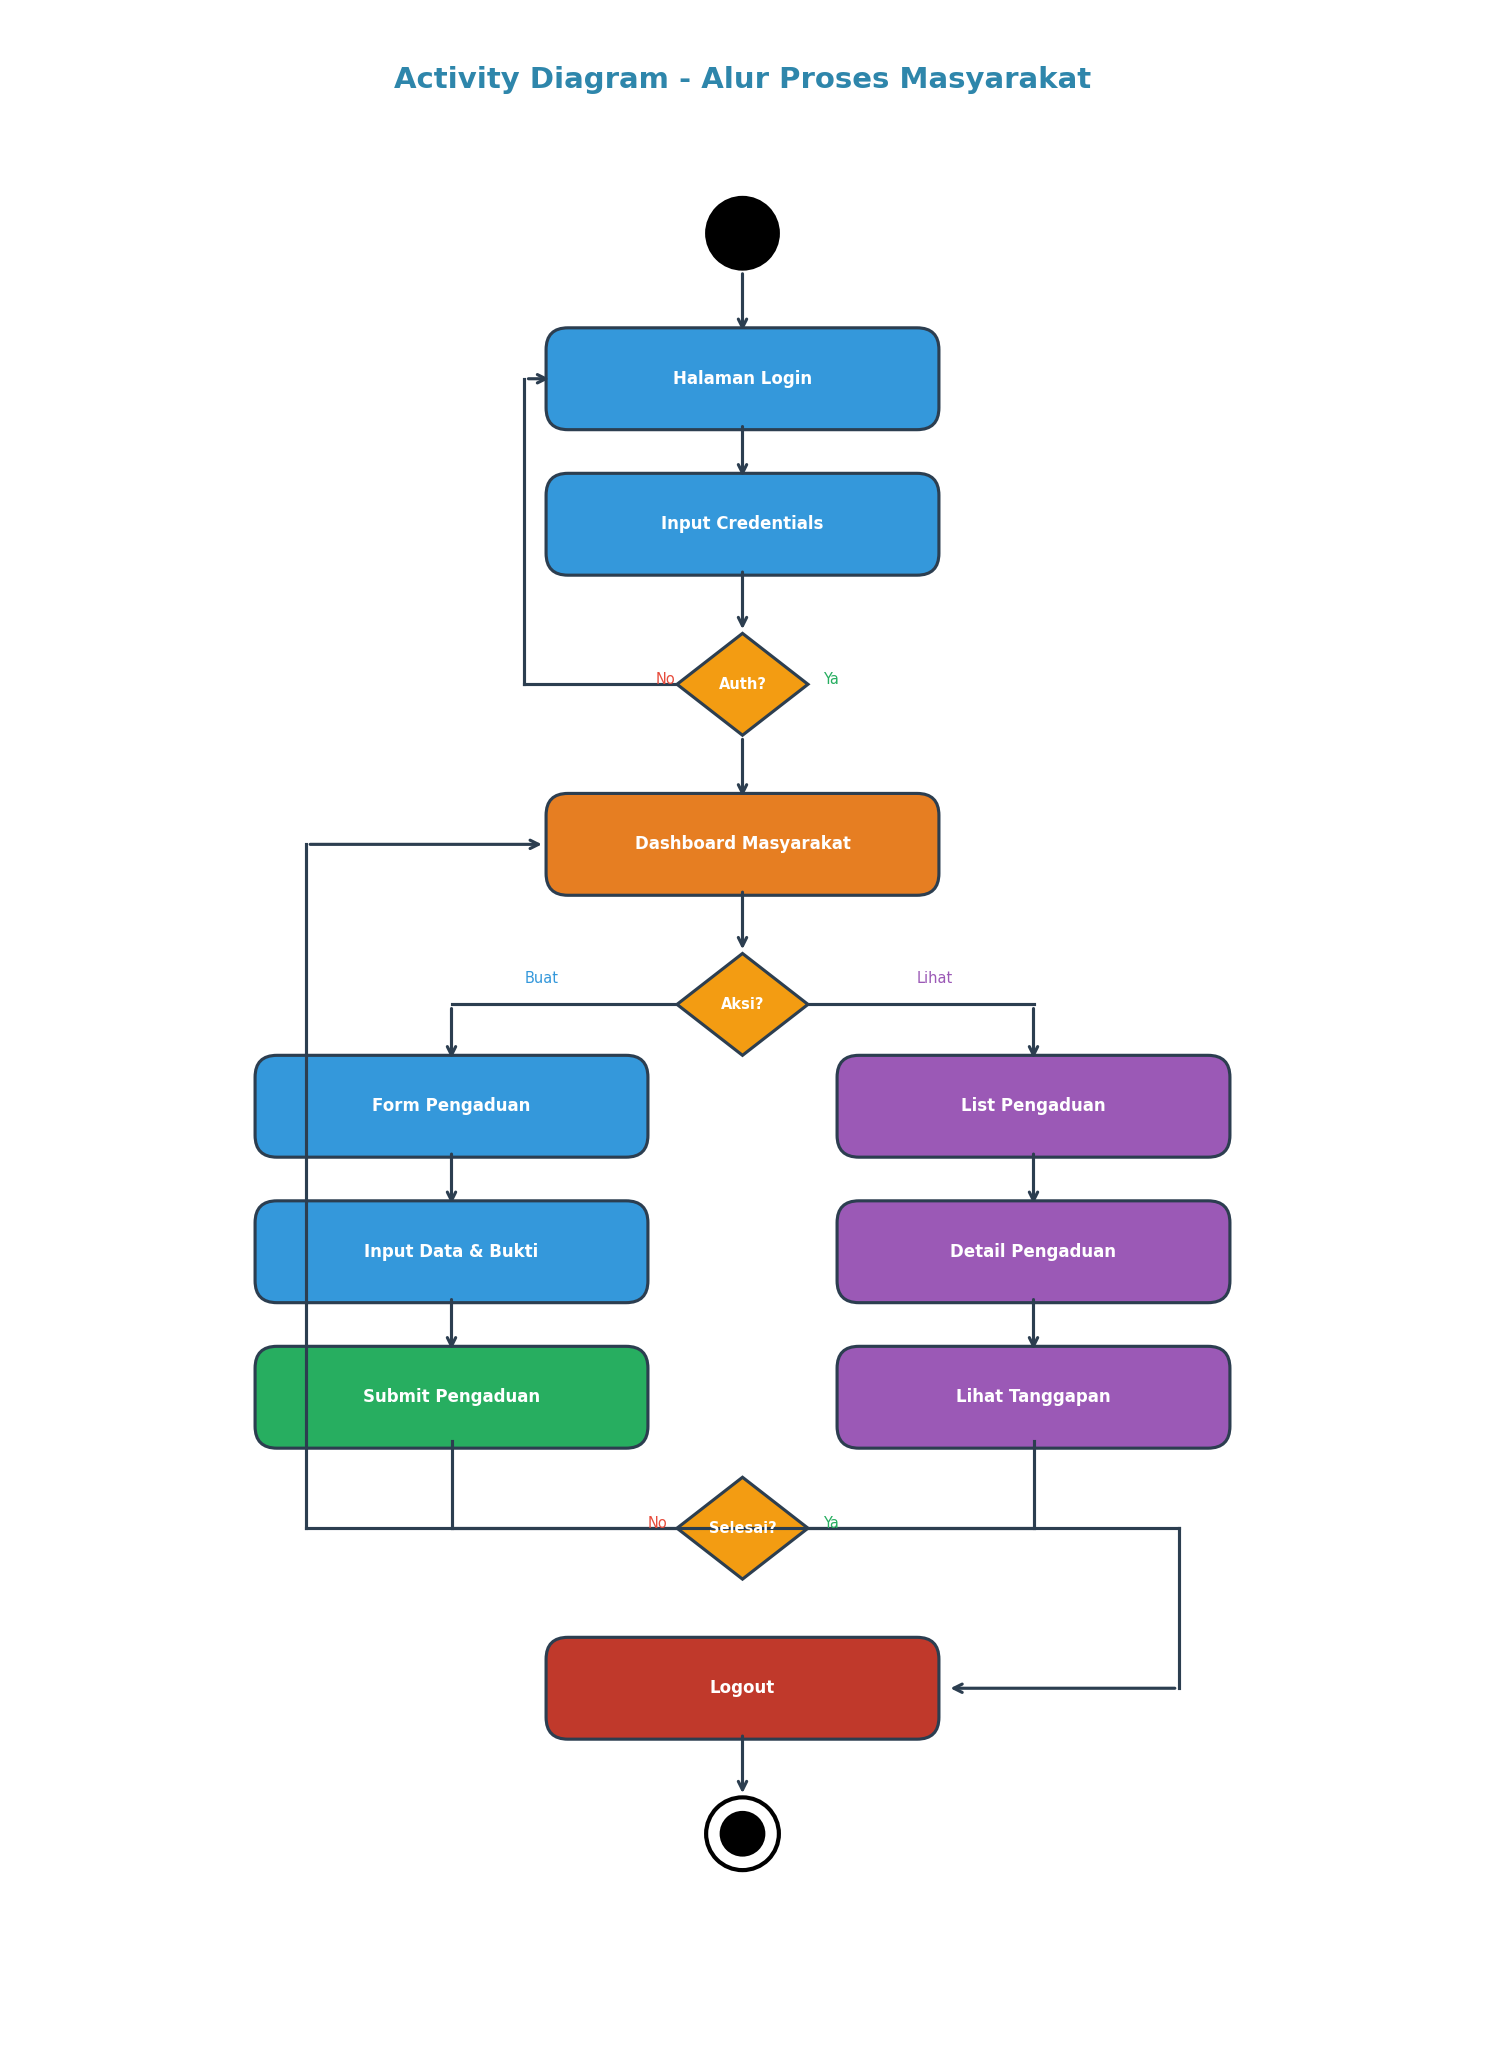 Activity Diagram - Alur Proses Masyarakat
Halaman Login
Input Credentials
No
Auth?
Ya
Dashboard Masyarakat
Buat
Aksi?
Lihat
Form Pengaduan
List Pengaduan
Input Data & Bukti
Detail Pengaduan
Submit Pengaduan
Lihat Tanggapan
No
Selesai?
Ya
Logout